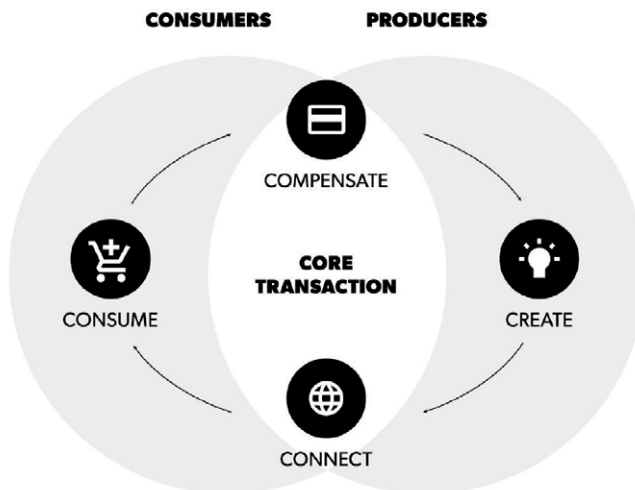 CONSUMERS PRODUCERS
COMPENSATE
CORE
TRANSACTION
CONSUME
CREATE
CONNECT